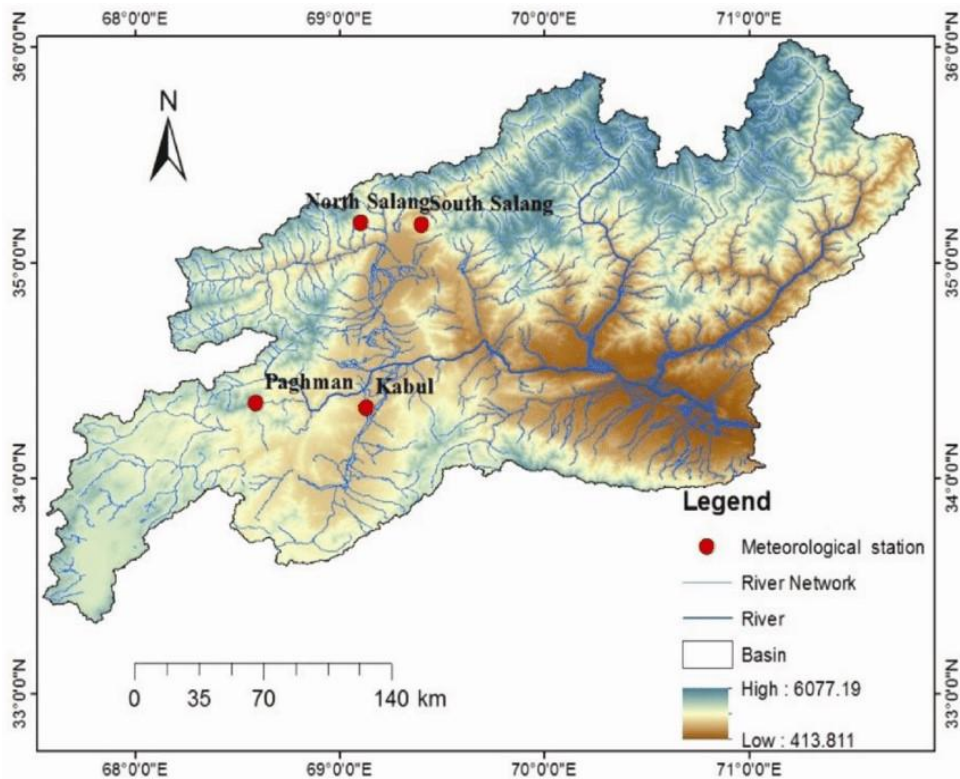 68°0'0"E 69°0'0"E 70°0'0"E 71°0'0"E
36°0'0"N 36°0'0"N
N
North Salang South Salang
35°0'0"N 35°0'0"N
Paghman Kabul
34°0'0"N 34°0'0"N
Legend
Meteorological station
River Network
River
Basin
High : 6077.19
Low : 413.811
0 35 70 140 km
33°0'0"N 33°0'0"N
68°0'0"E 69°0'0"E 70°0'0"E 71°0'0"E